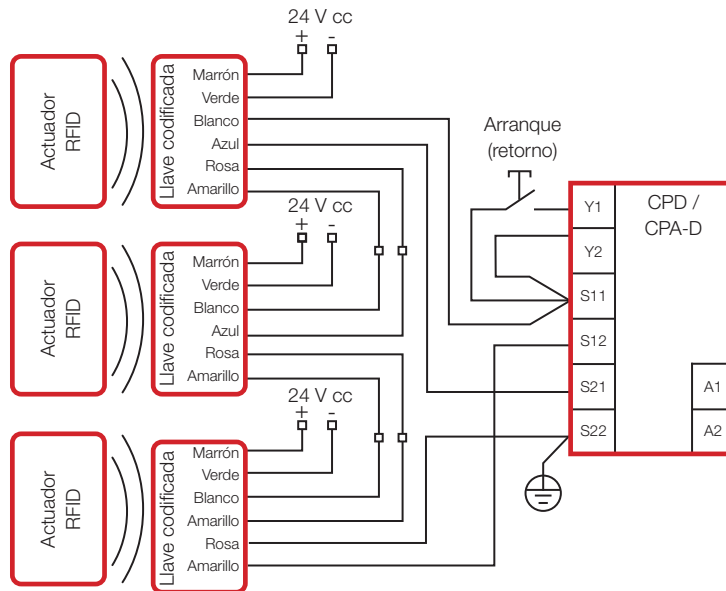 24 V cc
+ -
Actuador
RFID
Llave codificada
Marrón
Verde
Blanco
Azul
Rosa
Amarillo
24 V cc
+ -
Actuador
RFID
Llave codificada
Marrón
Verde
Blanco
Azul
Rosa
Amarillo
24 V cc
+ -
Actuador
RFID
Llave codificada
Marrón
Verde
Blanco
Amarillo
Rosa
Amarillo
Arranque
(retorno)
CPD /
CPA-D
Y1
Y2
S11
S12
S21
S22
A1
A2